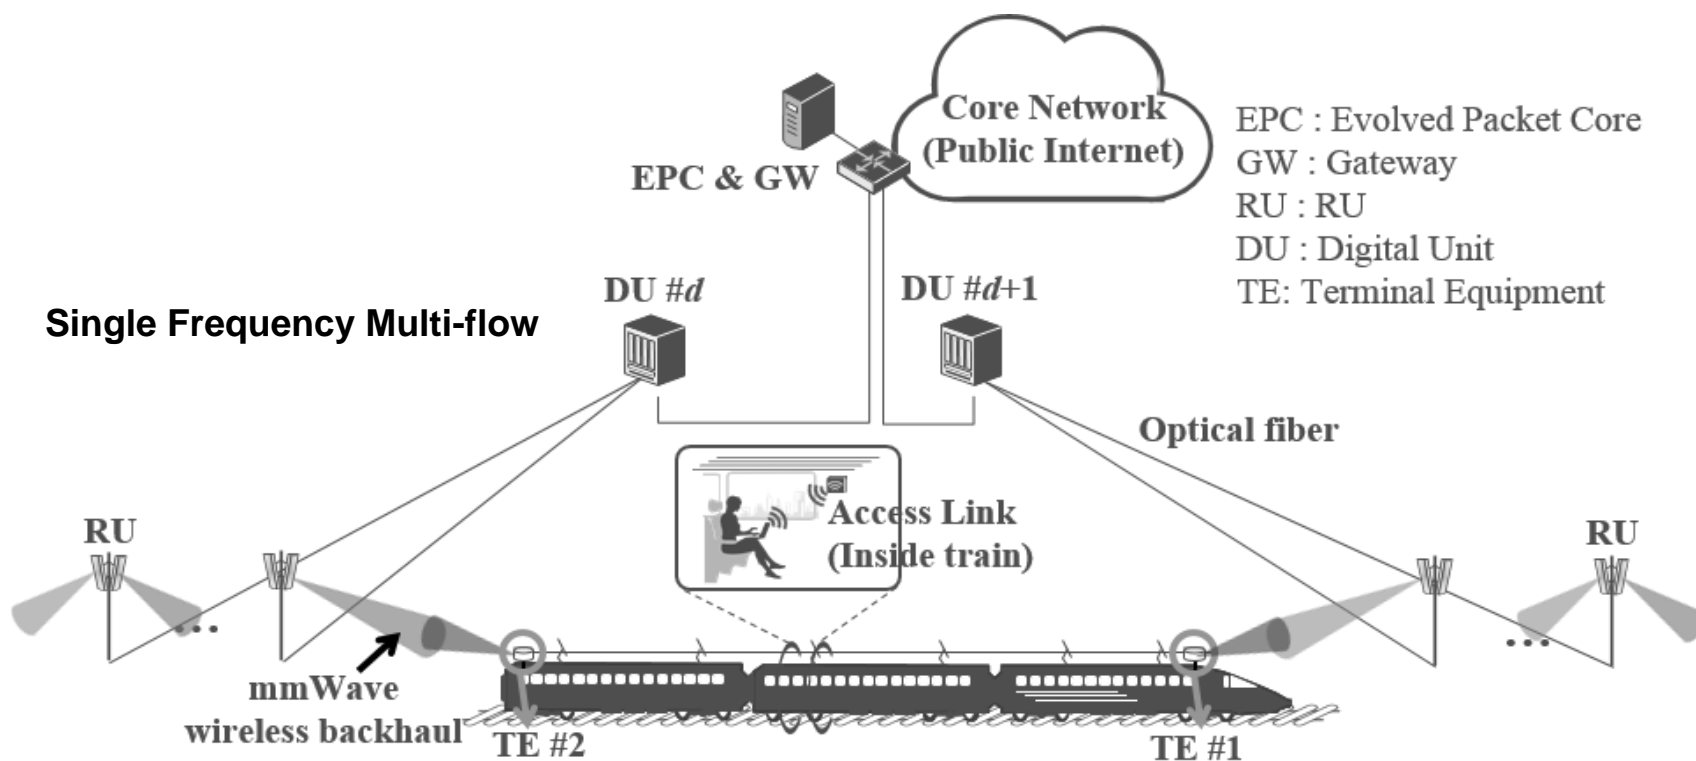 Core Network
(Public Internet)
EPC & GW
EPC : Evolved Packet Core
GW : Gateway
RU : RU
DU : Digital Unit
TE: Terminal Equipment
DU #d
DU #d+1
Single Frequency Multi-flow
Optical fiber
Access Link
(Inside train)
RU
RU
mmWave
wireless backhaul
TE #2
TE #1